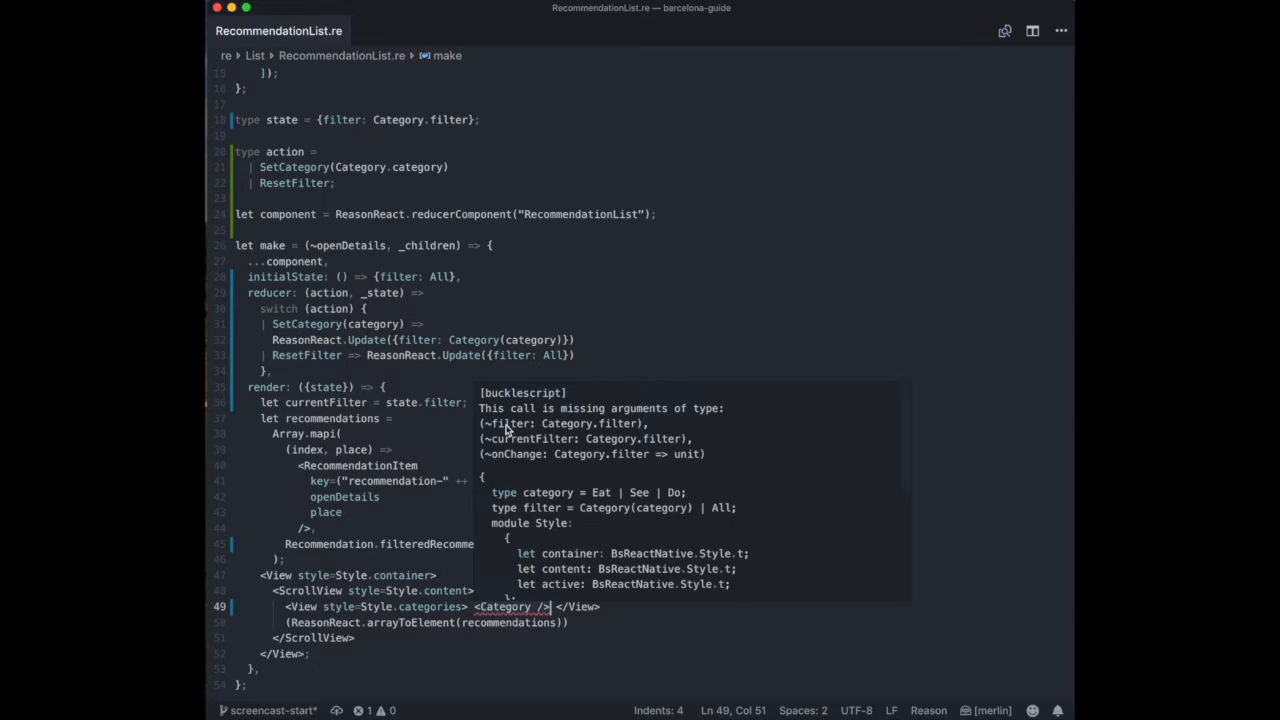 RecommendationList.re — barcelona-guide
RecommendationList.re
re List RecommendationList.re make
15 ]);
16 };
17
18 type state = {filter: Category.filter};
19
20 type action =
21 | SetCategory(Category.category)
22 | ResetFilter;
23
24 let component = ReasonReact.reducerComponent("RecommendationList");
25
26 let make = (~openDetails, _children) => {
27 ...component,
28 initialState: () => {filter: All},
29 reducer: (action, _state) =>
30 switch (action) {
31 | SetCategory(category) =>
32 ReasonReact.Update({filter: Category(category)})
33 | ResetFilter => ReasonReact.Update({filter: All})
34 },
35 render: ({state}) => {
36 let currentFilter = state.filter;
37 let recommendations =
38 Array.mapi(
39 (index, place) =>
40 <RecommendationItem
41 key=("recommendation-" ++
42 openDetails
43 place
44 />,
45 Recommendation.filteredRecomme
46 );
47 <View style=Style.container>
48 <ScrollView style=Style.content>
49 <View style=Style.categories> <Category /> </View>
50 (ReasonReact.arrayToElement(recommendations))
51 </ScrollView>
52 </View>;
53 },
54 };
[bucklescript]
This call is missing arguments of type:
(~filter: Category.filter),
(~currentFilter: Category.filter),
(~onChange: Category.filter => unit)
{
type category = Eat | See | Do;
type filter = Category(category) | All;
module Style:
{
let container: BsReactNative.Style.t;
let content: BsReactNative.Style.t;
let active: BsReactNative.Style.t;
};
screencast-start* 1 0 Indents: 4 Ln 49, Col 51 Spaces: 2 UTF-8 LF Reason [merlin]